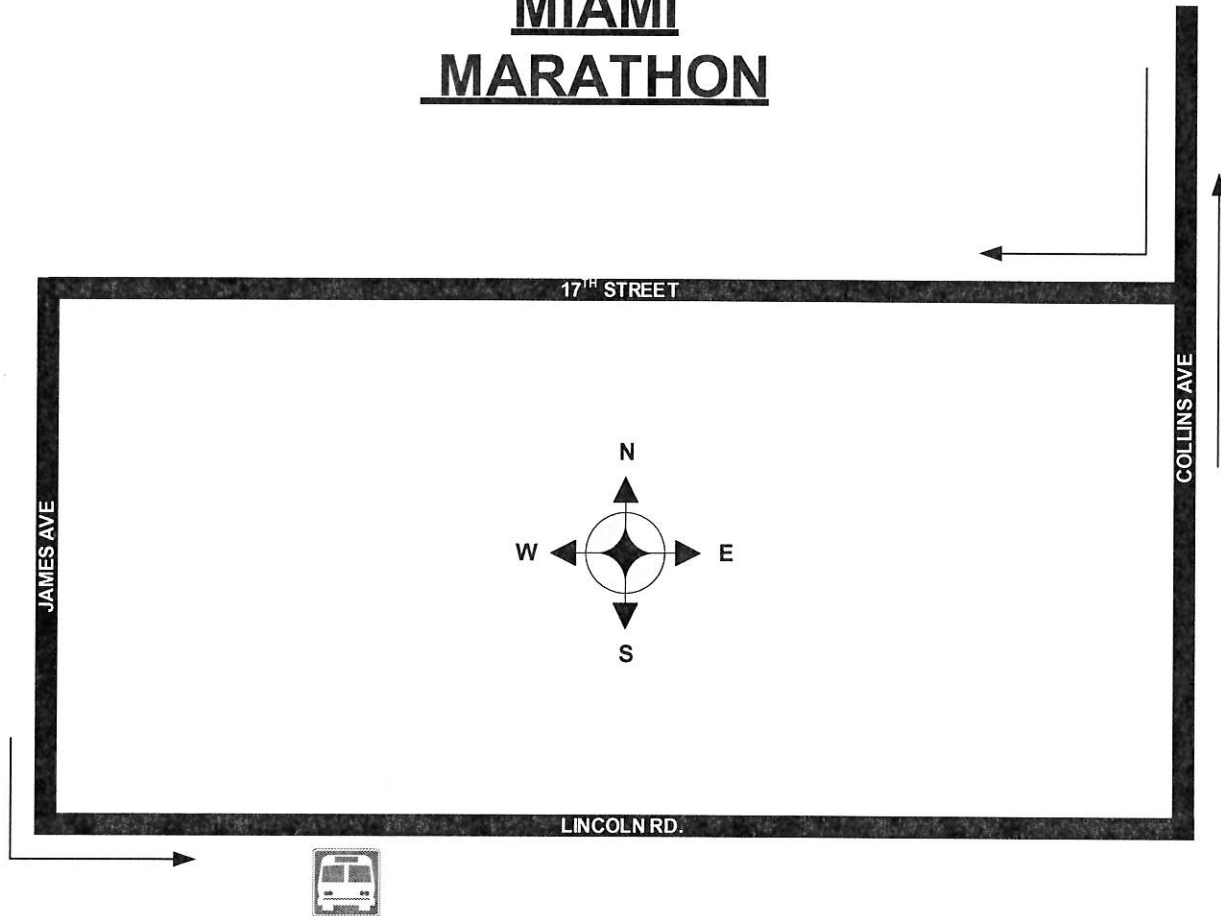 MIAMI
MARATHON
17TH STREET
COLLINS AVE
N
W E
JAMES AVE
S
LINCOLN RD.